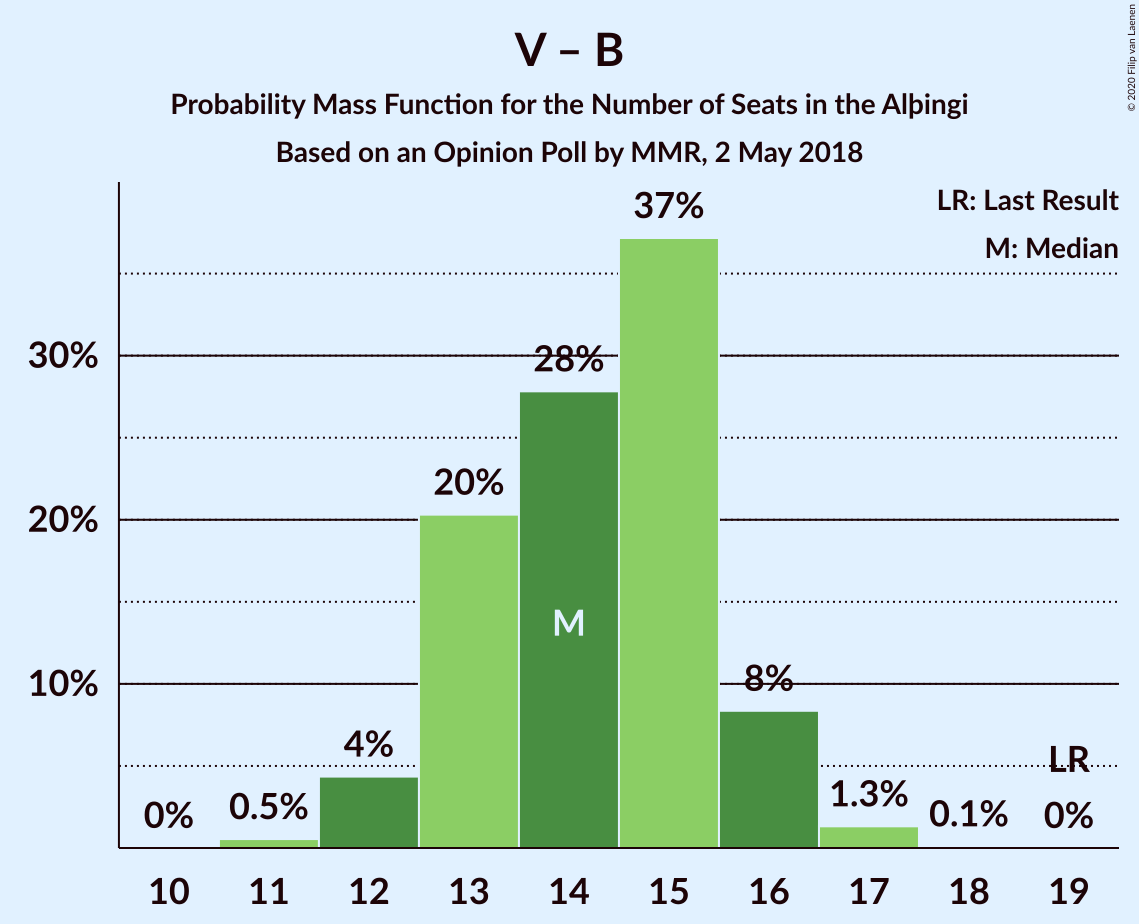 V – B
Probability Mass Function for the Number of Seats in the Alþingi
Based on an Opinion Poll by MMR, 2 May 2018
© 2020 Filip van Laenen
LR: Last Result
M: Median
37%
30%
28%
20%
20%
M
10%
8%
4%
LR
0%
0.5%
1.3%
0.1%
0%
10 11 12 13 14 15 16 17 18 19